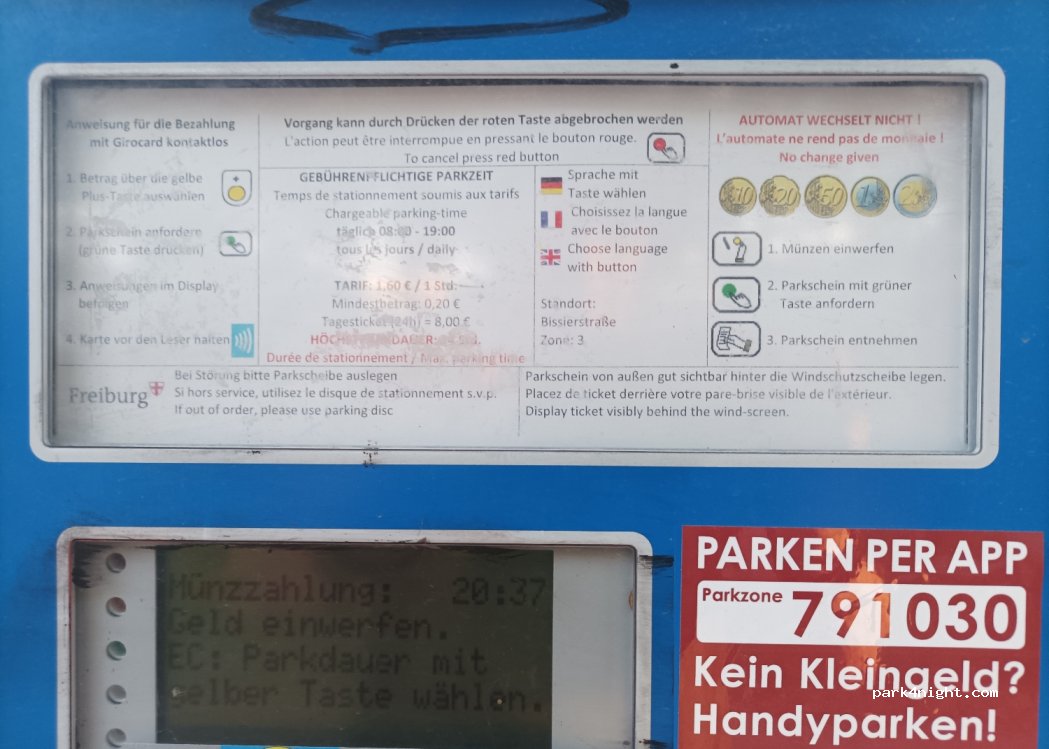 Anweisung für die Bezahlung
mit Girocard kontaktlos
1. Betrag über die gelbe
Plus-Taste auswählen
2. Parkschein anfordern
(grüne Taste drücken)
3. Anweisungen im Display
befolgen
4. Karte vor den Leser halten
Vorgang kann durch Drücken der roten Taste abgebrochen werden
L'action peut être interrompue en pressant le bouton rouge.
To cancel press red button
GEBÜHRENPFLICHTIGE PARKZEIT
Temps de stationnement soumis aux tarifs
Chargeable parking-time
täglich 08:00 - 19:00
tous les jours / daily
TARIF: 1,60 € / 1 Std.
Mindestbetrag: 0,20 €
Tagesticket (24h) = 8,00 €
HÖCHSTPARKDAUER:
Durée de stationnement / Max. parking time
Sprache mit
Taste wählen
Choisissez la langue
avec le bouton
Choose language
with button
Standort:
Bissierstraße
Zone: 3
AUTOMAT WECHSELT NICHT !
L'automate ne rend pas de monnaie !
No change given
10 20 50 1 2
1. Münzen einwerfen
2. Parkschein mit grüner
Taste anfordern
3. Parkschein entnehmen
Freiburg
Bei Störung bitte Parkscheibe auslegen
Si hors service, utilisez le disque de stationnement s.v.p.
If out of order, please use parking disc
Parkschein von außen gut sichtbar hinter die Windschutzscheibe legen.
Placez de ticket derrière votre pare-brise visible de l'extérieur.
Display ticket visibly behind the wind-screen.
Münzzahlung: 20:37
Geld einwerfen.
EC: Parkdauer mit
gelber Taste wählen.
PARKEN PER APP
Parkzone 791030
Kein Kleingeld?
Handyparken!
park4night.com